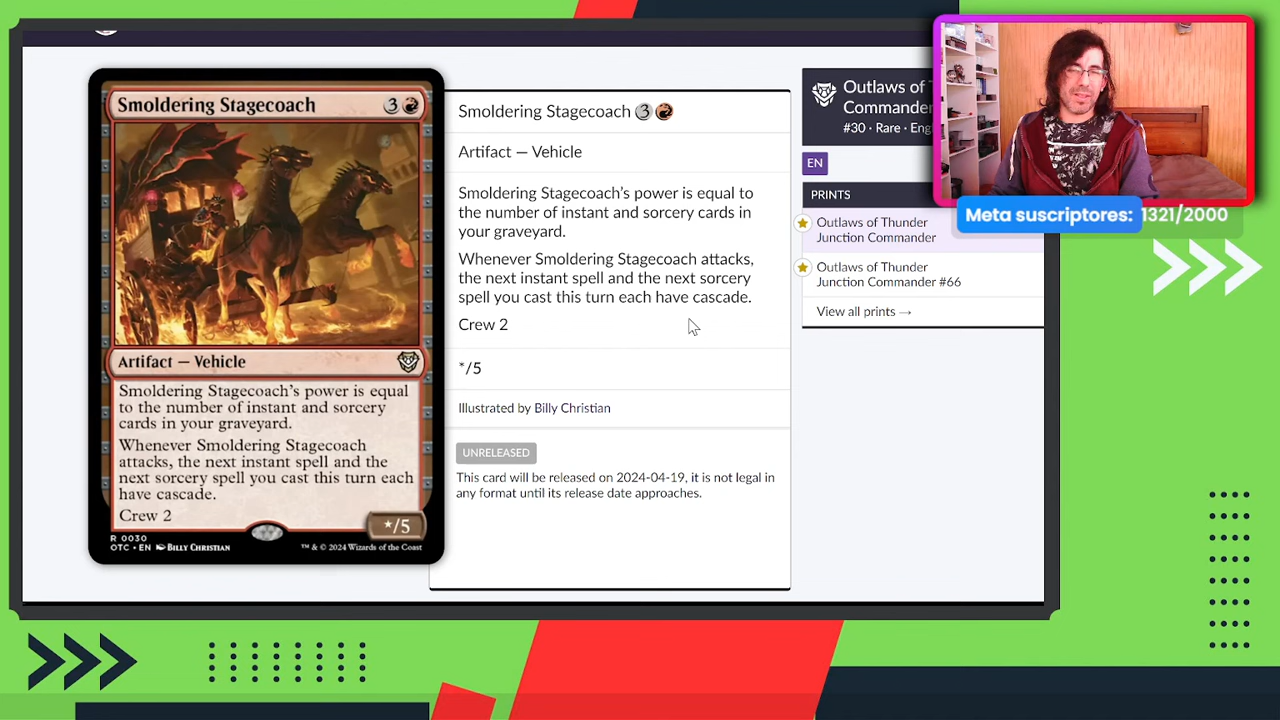 Smoldering Stagecoach 3
Artifact — Vehicle
Smoldering Stagecoach's power is equal
to the number of instant and sorcery
cards in your graveyard.
Whenever Smoldering Stagecoach
attacks, the next instant spell and the
next sorcery spell you cast this turn each
have cascade.
Crew 2
*/5
R 0030
OTC • EN BILLY CHRISTIAN
™ & © 2024 Wizards of the Coast
Smoldering Stagecoach 3
Artifact — Vehicle
Smoldering Stagecoach's power is equal to
the number of instant and sorcery cards in
your graveyard.
Whenever Smoldering Stagecoach attacks,
the next instant spell and the next sorcery
spell you cast this turn each have cascade.
Crew 2
*/5
Illustrated by Billy Christian
UNRELEASED
This card will be released on 2024-04-19, it is not legal in
any format until its release date approaches.
Outlaws of
Commander
#30 · Rare ·
EN
PRINTS
Outlaws of Thunder
Junction Commander
Outlaws of Thunder
Junction Commander #66
View all prints →
Meta suscriptores: 1321/2000